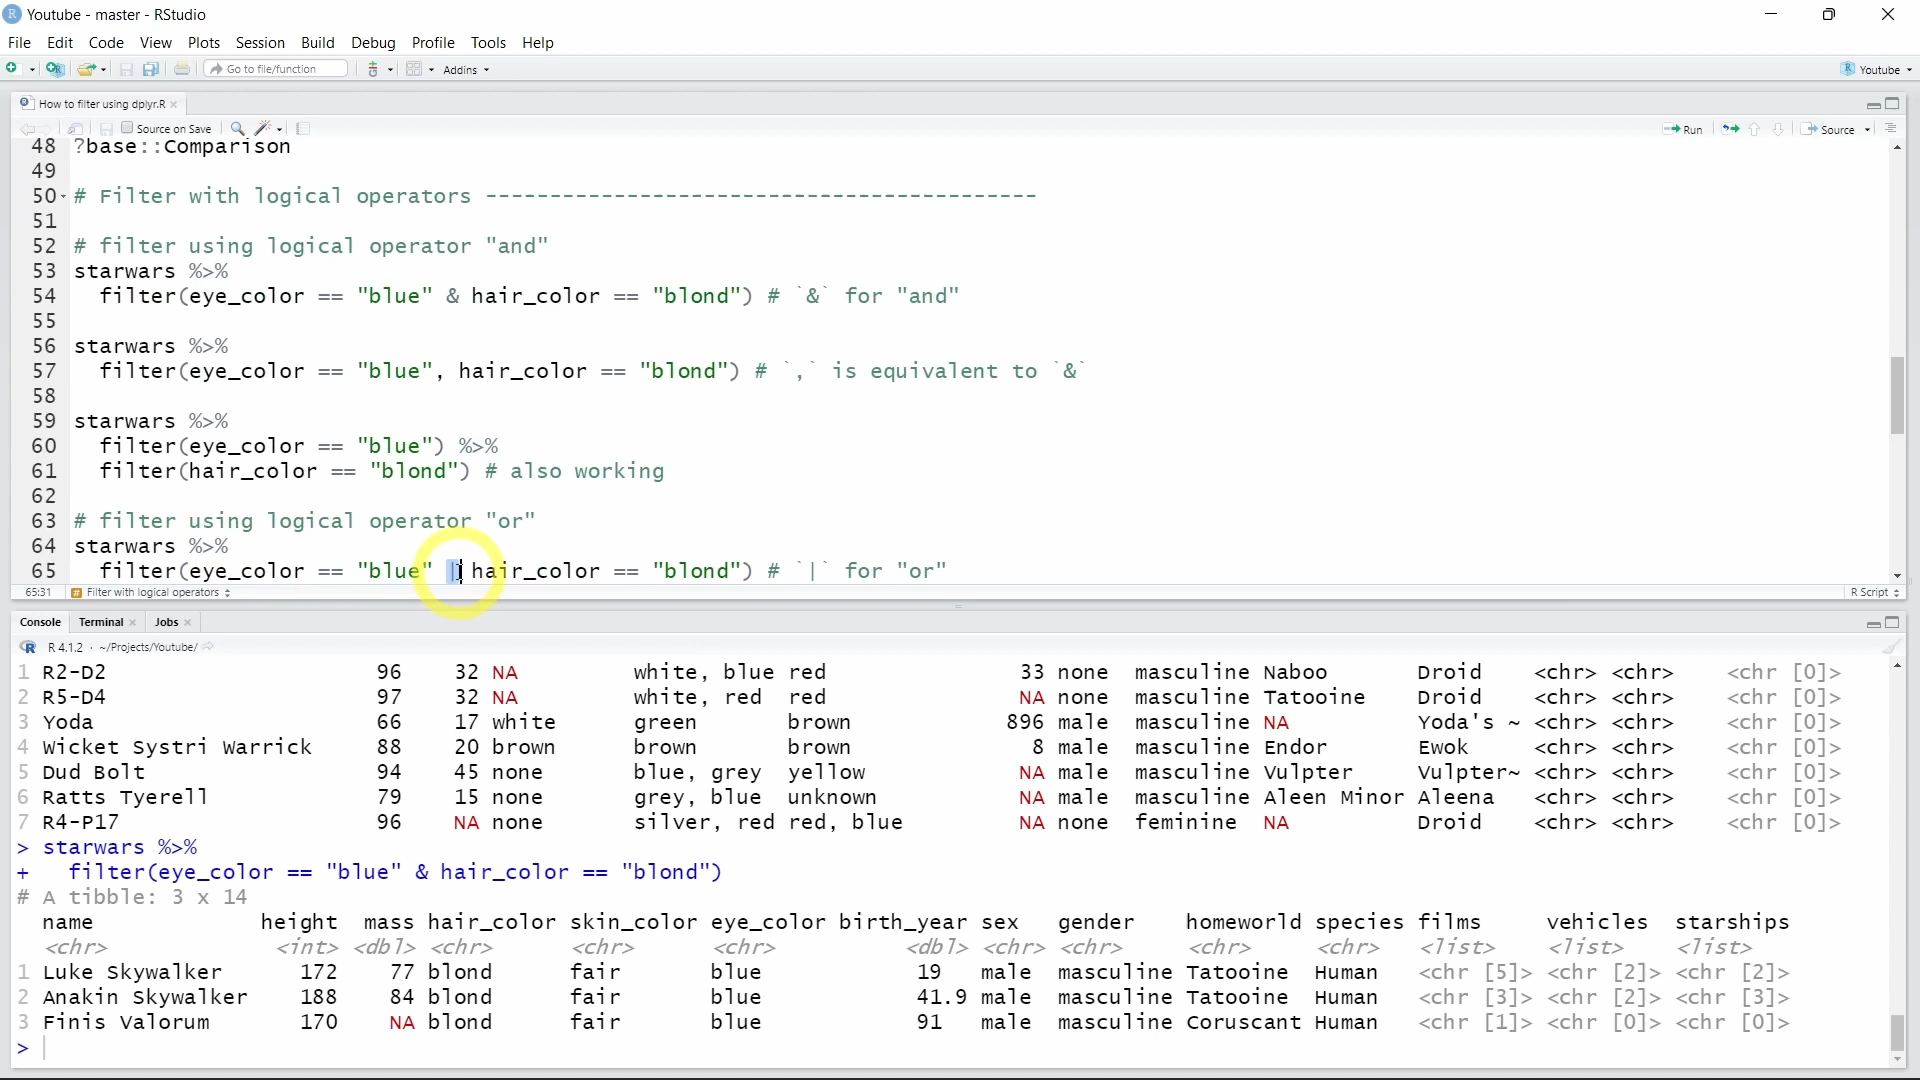 Youtube - master - RStudio
File Edit Code View Plots Session Build Debug Profile Tools Help
Go to file/function Addins Youtube
How to filter using dplyr.R
Source on Save Run Source
48 ?base::Comparison
49
50 # Filter with logical operators -------------------------------------------
51
52 # filter using logical operator "and"
53 starwars %>%
54 filter(eye_color == "blue" & hair_color == "blond") # `&` for "and"
55
56 starwars %>%
57 filter(eye_color == "blue", hair_color == "blond") # `,` is equivalent to `&`
58
59 starwars %>%
60 filter(eye_color == "blue") %>%
61 filter(hair_color == "blond") # also working
62
63 # filter using logical operator "or"
64 starwars %>%
65 filter(eye_color == "blue" | hair_color == "blond") # `|` for "or"
65:31 # Filter with logical operators R Script
Console Terminal Jobs
R 4.1.2 · ~/Projects/Youtube/
1 R2-D2 96 32 NA white, blue red 33 none masculine Naboo Droid <chr> <chr> <chr [0]>
2 R5-D4 97 32 NA white, red red NA none masculine Tatooine Droid <chr> <chr> <chr [0]>
3 Yoda 66 17 white green brown 896 male masculine NA Yoda's ~ <chr> <chr> <chr [0]>
4 Wicket Systri Warrick 88 20 brown brown brown 8 male masculine Endor Ewok <chr> <chr> <chr [0]>
5 Dud Bolt 94 45 none blue, grey yellow NA male masculine Vulpter Vulpter~ <chr> <chr> <chr [0]>
6 Ratts Tyerell 79 15 none grey, blue unknown NA male masculine Aleen Minor Aleena <chr> <chr> <chr [0]>
7 R4-P17 96 NA none silver, red red, blue NA none feminine NA Droid <chr> <chr> <chr [0]>
> starwars %>%
+ filter(eye_color == "blue" & hair_color == "blond")
# A tibble: 3 x 14
name height mass hair_color skin_color eye_color birth_year sex gender homeworld species films vehicles starships
<chr> <int> <dbl> <chr> <chr> <chr> <dbl> <chr> <chr> <chr> <chr> <list> <list> <list>
1 Luke Skywalker 172 77 blond fair blue 19 male masculine Tatooine Human <chr [5]> <chr [2]> <chr [2]>
2 Anakin Skywalker 188 84 blond fair blue 41.9 male masculine Tatooine Human <chr [3]> <chr [2]> <chr [3]>
3 Finis Valorum 170 NA blond fair blue 91 male masculine Coruscant Human <chr [1]> <chr [0]> <chr [0]>
>